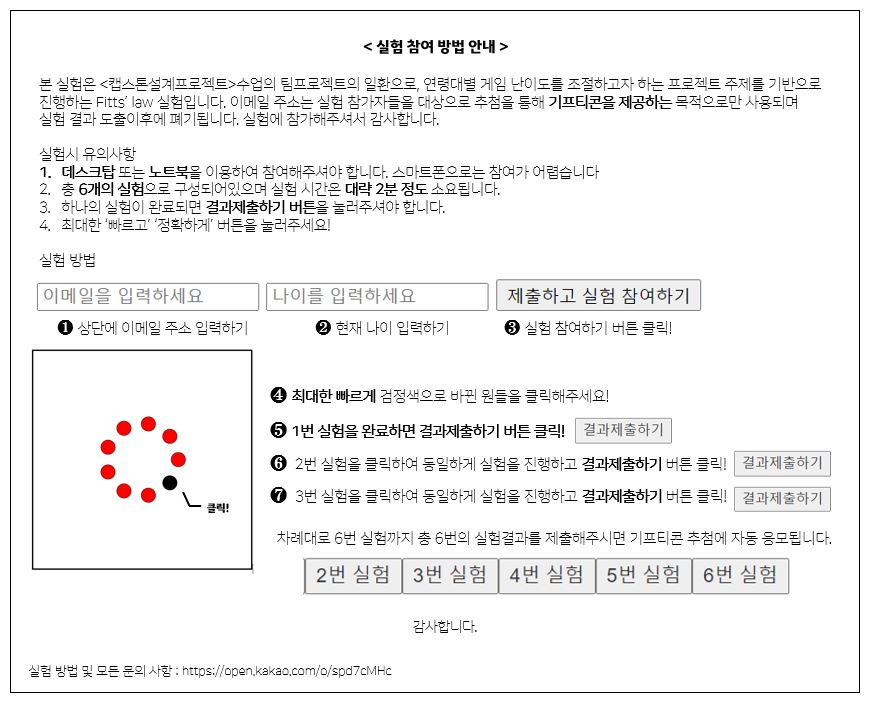 < 실험 참여 방법 안내 >
본 실험은 <캡스톤설계프로젝트>수업의 팀프로젝트의 일환으로, 연령대별 게임 난이도를 조절하고자 하는 프로젝트 주제를 기반으로
진행하는 Fitts’ law 실험입니다. 이메일 주소는 실험 참가자들을 대상으로 추첨을 통해 기프티콘을 제공하는 목적으로만 사용되며
실험 결과 도출이후에 폐기됩니다. 실험에 참가해주셔서 감사합니다.
실험시 유의사항
1. 데스크탑 또는 노트북을 이용하여 참여해주셔야 합니다. 스마트폰으로는 참여가 어렵습니다
2. 총 6개의 실험으로 구성되어있으며 실험 시간은 대략 2분 정도 소요됩니다.
3. 하나의 실험이 완료되면 결과제출하기 버튼을 눌러주셔야 합니다.
4. 최대한 ‘빠르고’ ‘정확하게’ 버튼을 눌러주세요!
실험 방법
이메일을 입력하세요 나이를 입력하세요 제출하고 실험 참여하기
❶ 상단에 이메일 주소 입력하기 ❷ 현재 나이 입력하기 ❸ 실험 참여하기 버튼 클릭!
❹ 최대한 빠르게 검정색으로 바뀐 원들을 클릭해주세요!
❺ 1번 실험을 완료하면 결과제출하기 버튼 클릭! 결과제출하기
❻ 2번 실험을 클릭하여 동일하게 실험을 진행하고 결과제출하기 버튼 클릭! 결과제출하기
❼ 3번 실험을 클릭하여 동일하게 실험을 진행하고 결과제출하기 버튼 클릭! 결과제출하기
클릭!
차례대로 6번 실험까지 총 6번의 실험결과를 제출해주시면 기프티콘 추첨에 자동 응모됩니다.
2번 실험 3번 실험 4번 실험 5번 실험 6번 실험
감사합니다.
실험 방법 및 모든 문의 사항 : https://open.kakao.com/o/spd7cMHc